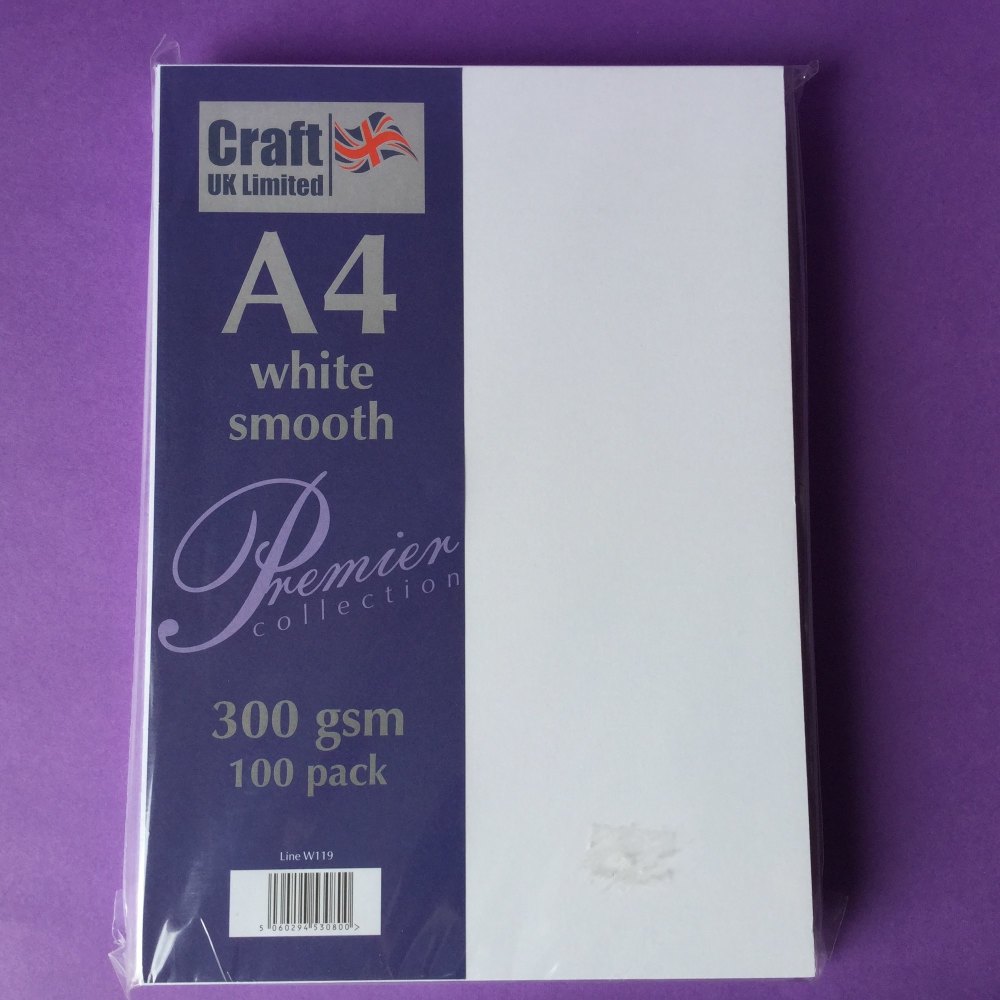 Craft
UK Limited
A4
white
smooth
Premier
collection
300 gsm
100 pack
Line W119
5 060294 530800 >